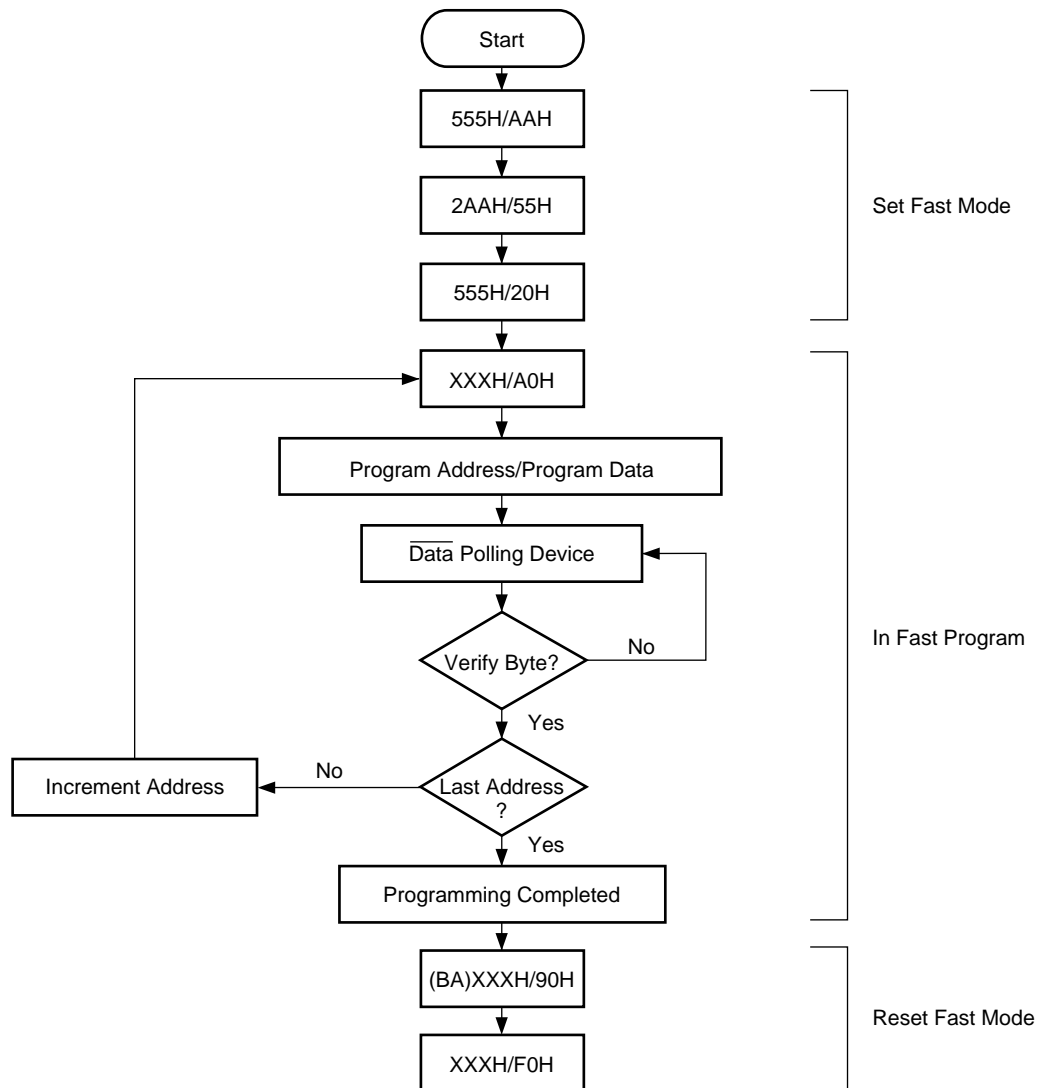 Start
555H/AAH
2AAH/55H
Set Fast Mode
555H/20H
XXXH/A0H
Program Address/Program Data
Data Polling Device
In Fast Program
Verify Byte?
No
Yes
Increment Address
No
Last Address
?
Yes
Programming Completed
(BA)XXXH/90H
Reset Fast Mode
XXXH/F0H